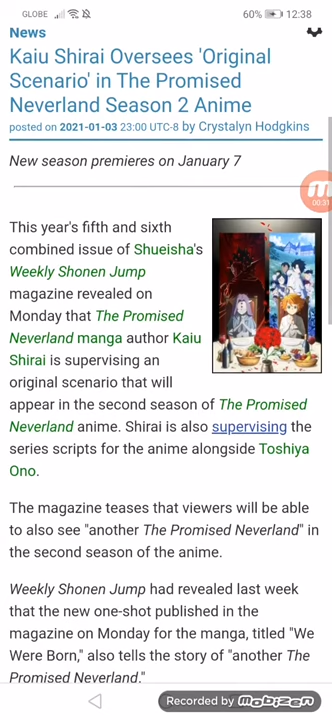 GLOBE
60%
12:38
News
Kaiu Shirai Oversees 'Original
Scenario' in The Promised
Neverland Season 2 Anime
posted on 2021-01-03 23:00 UTC-8 by Crystalyn Hodgkins
New season premieres on January 7
00:31
This year's fifth and sixth
combined issue of Shueisha's
Weekly Shonen Jump
magazine revealed on
Monday that The Promised
Neverland manga author Kaiu
Shirai is supervising an
original scenario that will
appear in the second season of The Promised
Neverland anime. Shirai is also supervising the
series scripts for the anime alongside Toshiya
Ono.
The magazine teases that viewers will be able
to also see "another The Promised Neverland" in
the second season of the anime.
Weekly Shonen Jump had revealed last week
that the new one-shot published in the
magazine on Monday for the manga, titled "We
Were Born," also tells the story of "another The
Promised Neverland."
Recorded by Mobizen